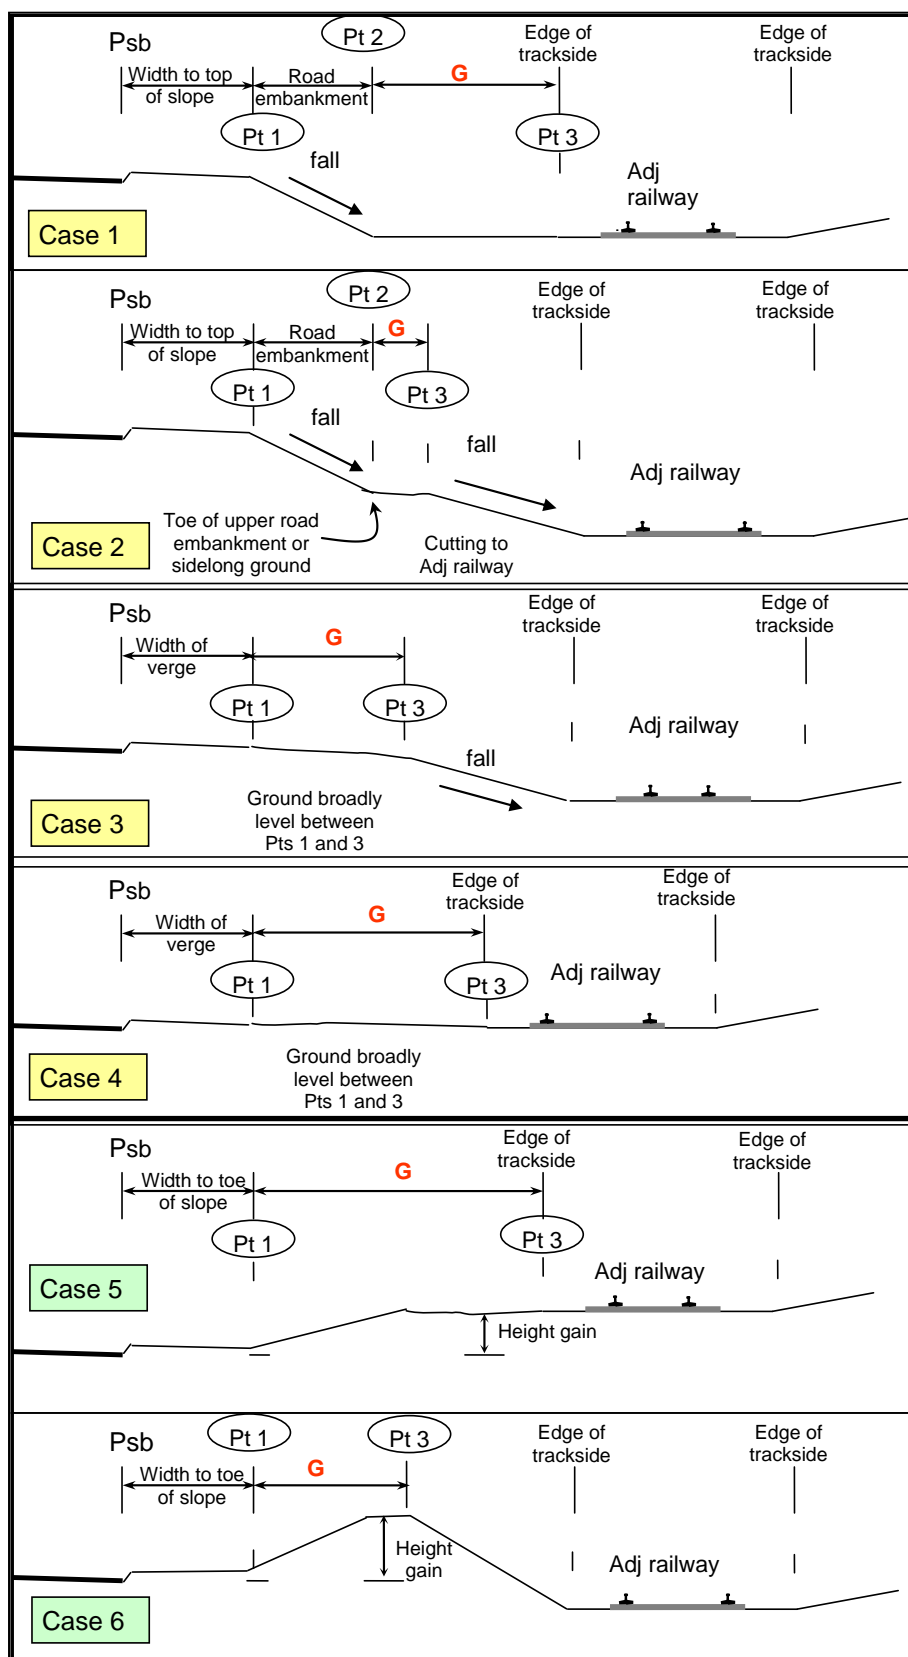 Pt 2
Edge of
trackside
Edge of
trackside
Psb
Width to top
of slope
Road
embankment
G
Pt 1
Pt 3
fall
Adj
railway
Case 1
Pt 2
Psb
Edge of
trackside
Edge of
trackside
Width to top
of slope
Road
embankment
G
Pt 1
Pt 3
fall
fall
Adj railway
Case 2
Toe of upper road
embankment or
sidelong ground
Cutting to
Adj railway
Psb
Edge of
trackside
Edge of
trackside
Width of
verge
G
Pt 1
Pt 3
Adj railway
fall
Case 3
Ground broadly
level between
Pts 1 and 3
Psb
Edge of
trackside
Edge of
trackside
Width of
verge
G
Pt 1
Pt 3
Adj railway
Case 4
Ground broadly
level between
Pts 1 and 3
Psb
Edge of
trackside
Edge of
trackside
Width to toe
of slope
G
Pt 1
Pt 3
Case 5
Adj railway
Height gain
Psb
Pt 1
Pt 3
Edge of
trackside
Edge of
trackside
Width to toe
of slope
G
Height
gain
Adj railway
Case 6